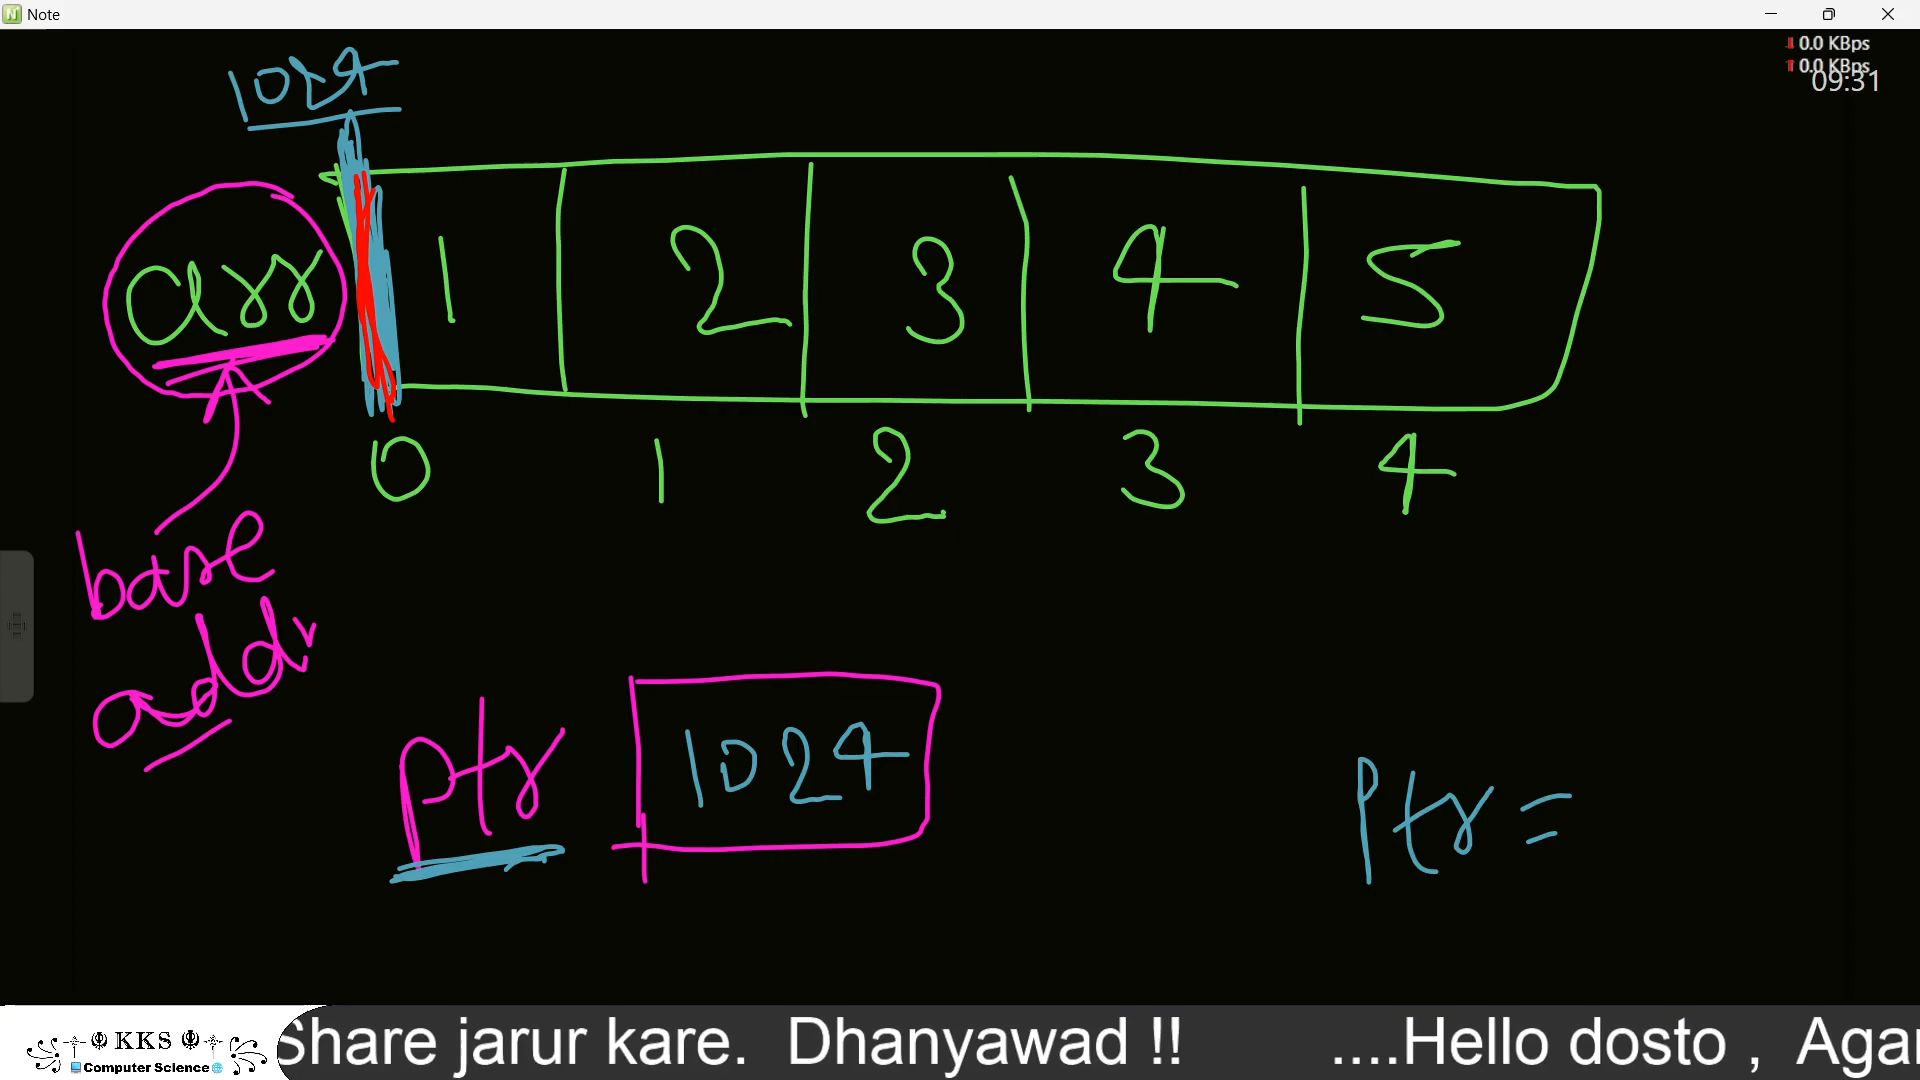 Note
0.0 KBps
0.0 KBps
09:31
1024
arr
1 2 3 4 5
0 1 2 3 4
base
addr
ptr 1024
ptr =
KKS
Computer Science
Share jarur kare. Dhanyawad !! ....Hello dosto , Agar